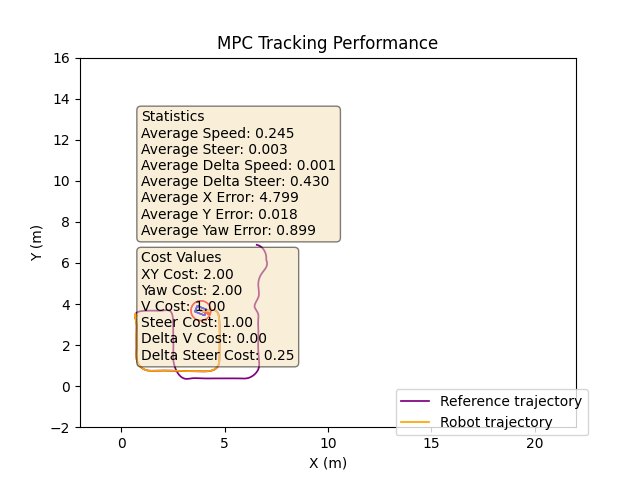 MPC Tracking Performance
16
14
12
10
8
6
4
2
0
−2
Y (m)
Statistics
Average Speed: 0.245
Average Steer: 0.003
Average Delta Speed: 0.001
Average Delta Steer: 0.430
Average X Error: 4.799
Average Y Error: 0.018
Average Yaw Error: 0.899
Cost Values
XY Cost: 2.00
Yaw Cost: 2.00
V Cost: 1.00
Steer Cost: 1.00
Delta V Cost: 0.00
Delta Steer Cost: 0.25
Reference trajectory
Robot trajectory
0 5 10 15 20
X (m)